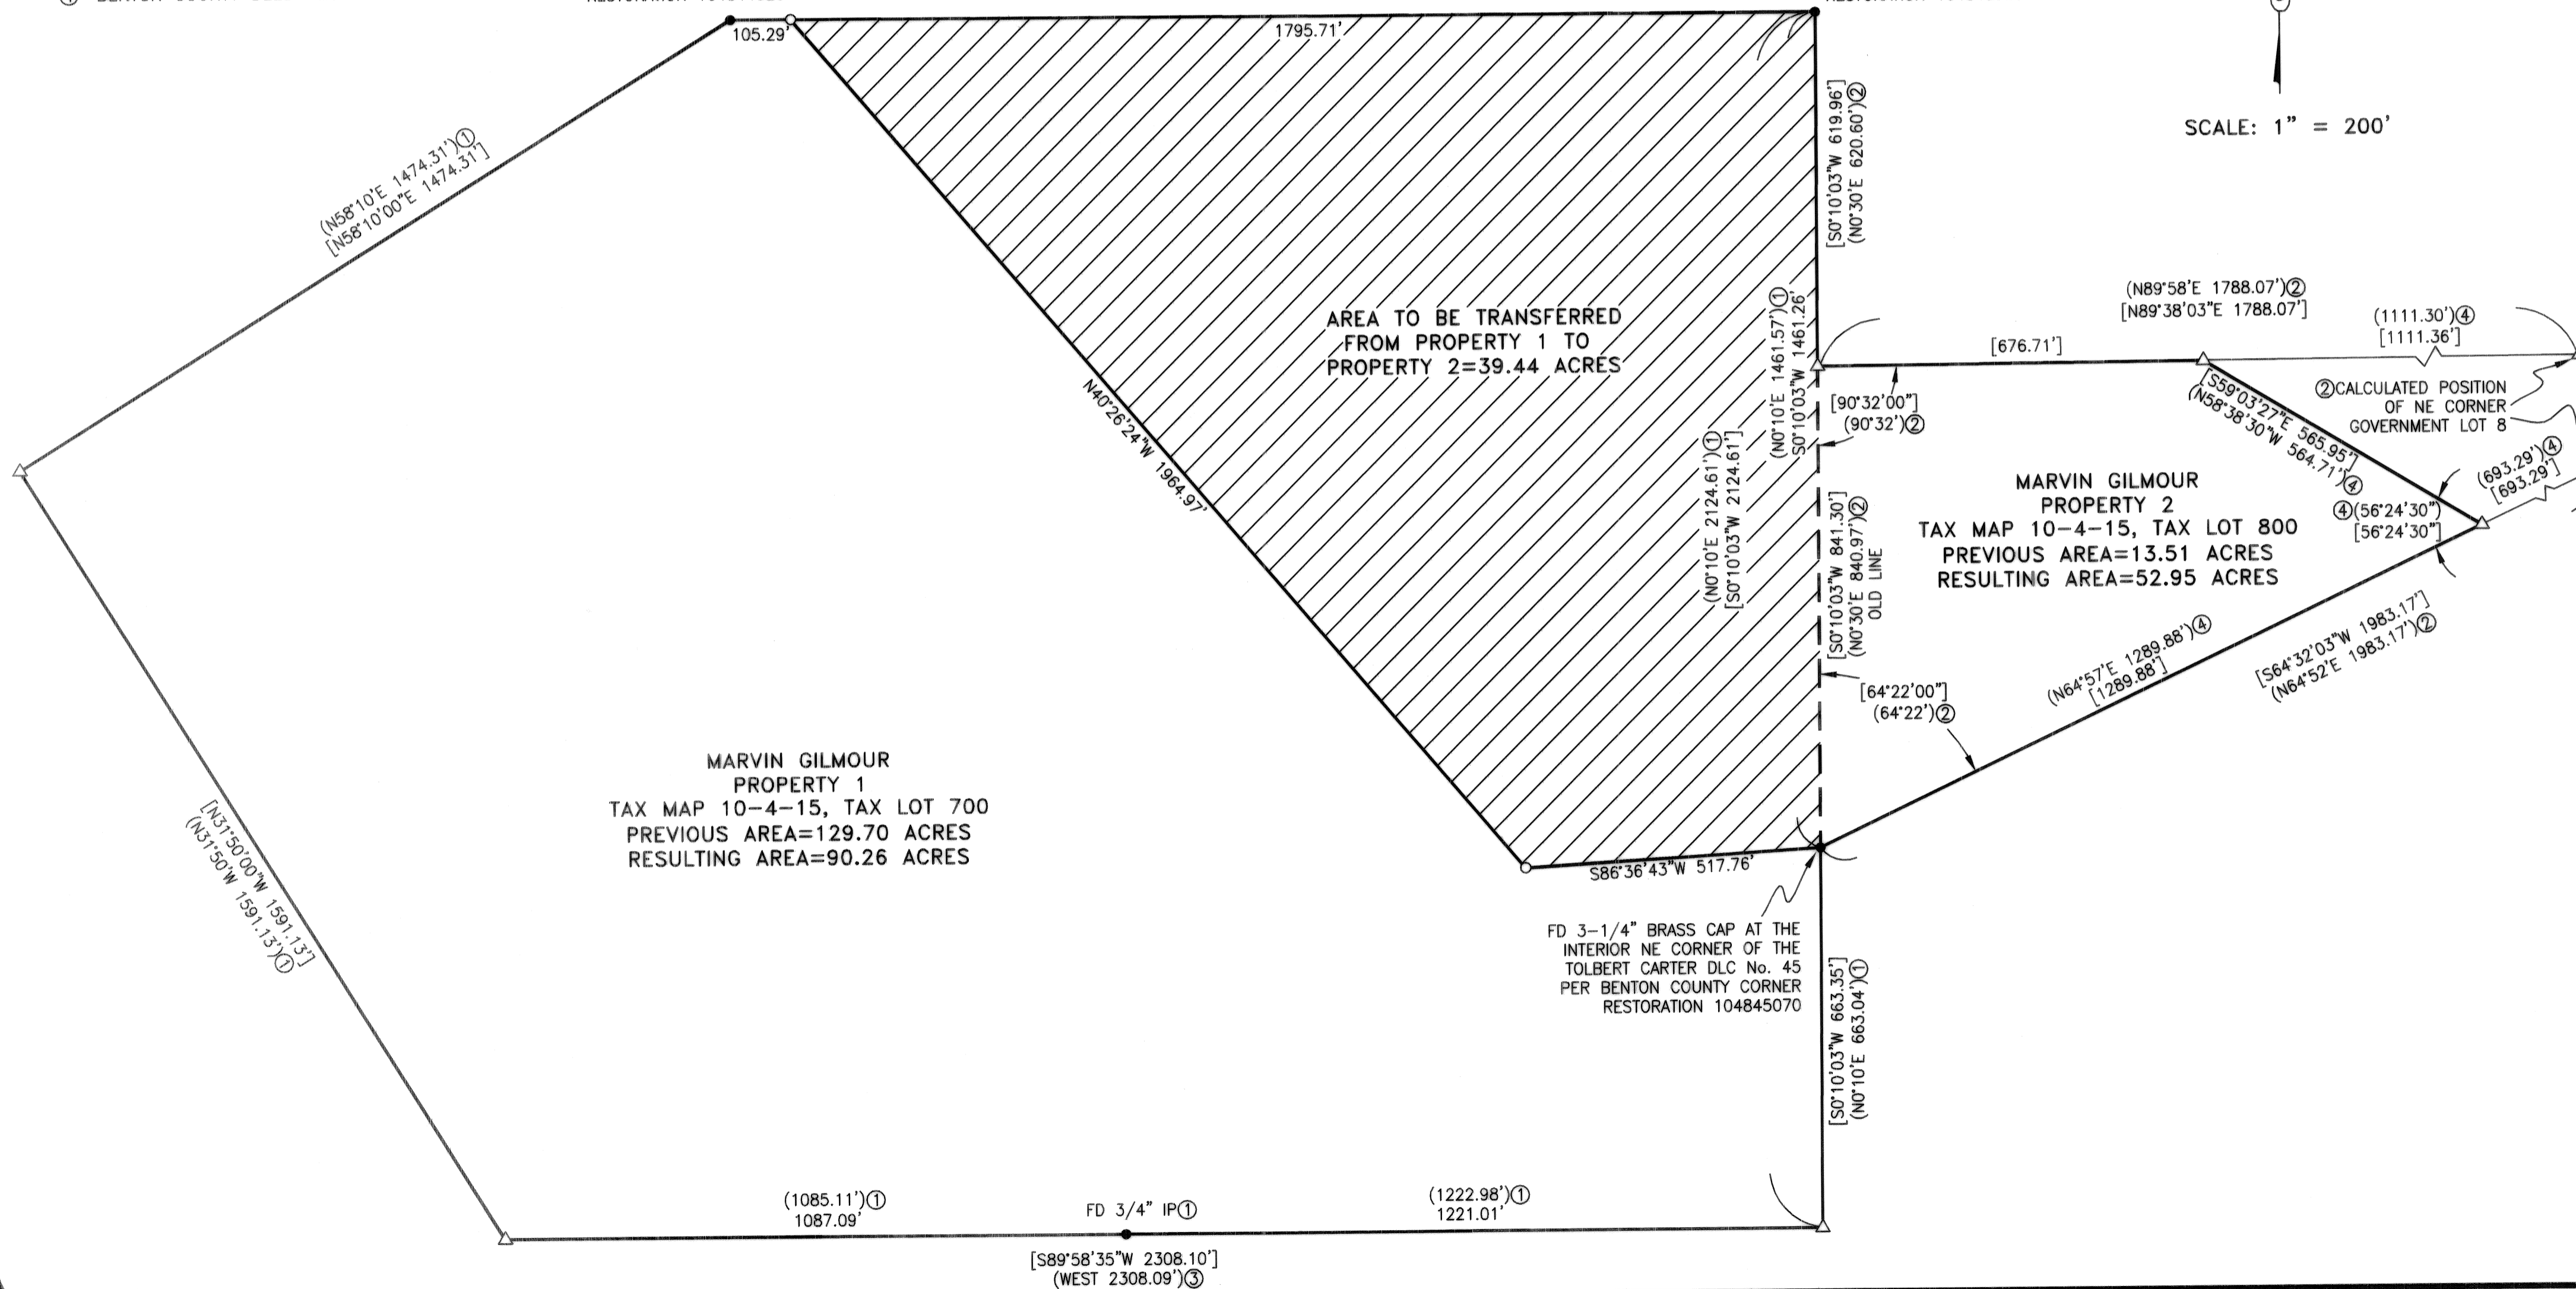 105.29'
1795.71'
SCALE: 1" = 200'
(N58°10'E 1474.31')①
[N58°10'00"E 1474.31']
[S0°10'03"W 619.96']
(N0°30'E 620.60')②
AREA TO BE TRANSFERRED
FROM PROPERTY 1 TO
PROPERTY 2=39.44 ACRES
(N0°10'E 1461.57')①
S0°10'03"W 1461.26'
(N89°58'E 1788.07')②
[N89°38'03"E 1788.07']
(1111.30')④
[1111.36']
[676.71']
N40°26'24"W 1964.97'
[90°32'00"]
(90°32')②
②CALCULATED POSITION
OF NE CORNER
GOVERNMENT LOT 8
[S59°03'27"E 565.95']
(N58°38'30"W 564.71')④
(693.29')④
[693.29']
(N0°10'E 2124.61')①
[S0°10'03"W 2124.61']
[S0°10'03"W 841.30']
(N0°30'E 840.97')②
OLD LINE
MARVIN GILMOUR
PROPERTY 2
TAX MAP 10-4-15, TAX LOT 800
PREVIOUS AREA=13.51 ACRES
RESULTING AREA=52.95 ACRES
④(56°24'30")
[56°24'30"]
(N64°57'E 1289.88')④
[1289.88']
[S64°32'03"W 1983.17']
(N64°52'E 1983.17')②
[64°22'00"]
(64°22')②
MARVIN GILMOUR
PROPERTY 1
TAX MAP 10-4-15, TAX LOT 700
PREVIOUS AREA=129.70 ACRES
RESULTING AREA=90.26 ACRES
[N31°50'00"W 1591.13']
(N31°50'W 1591.13')①
S86°36'43"W 517.76'
FD 3-1/4" BRASS CAP AT THE
INTERIOR NE CORNER OF THE
TOLBERT CARTER DLC No. 45
PER BENTON COUNTY CORNER
RESTORATION 104845070
[S0°10'03"W 663.35']
(N0°10'E 663.04')①
(1085.11')①
1087.09'
FD 3/4" IP①
(1222.98')①
1221.01'
[S89°58'35"W 2308.10']
(WEST 2308.09')③